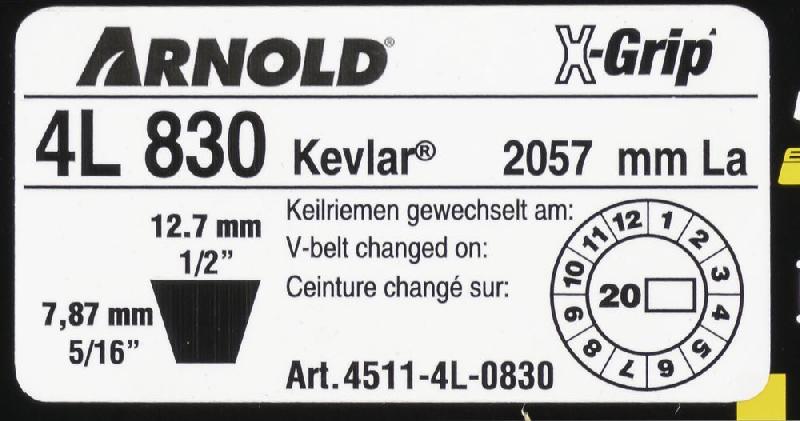 ARNOLD®
X-Grip
4L 830 Kevlar® 2057 mm La
12.7 mm
1/2”
7,87 mm
5/16”
Keilriemen gewechselt am:
V-belt changed on:
Ceinture changé sur:
Art.4511-4L-0830
1 2 3 4 5 6 7 8 9 10 11 12
20